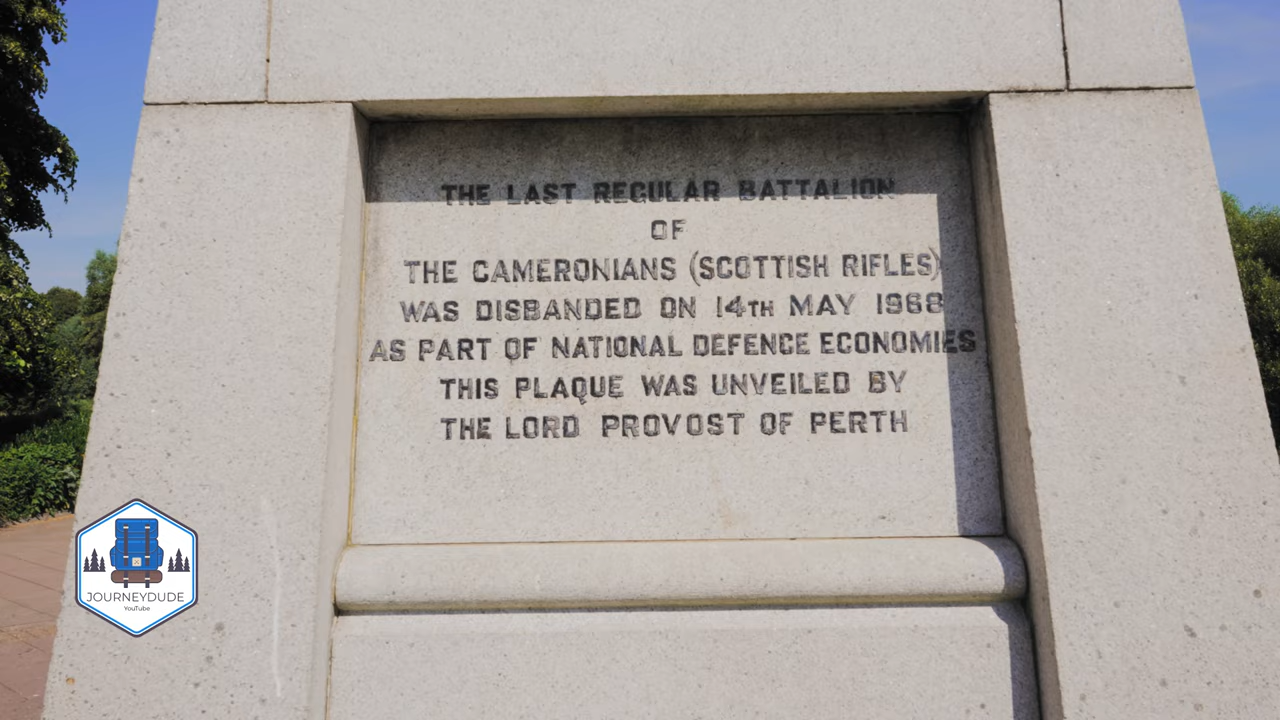 THE LAST REGULAR BATTALION
OF
THE CAMERONIANS (SCOTTISH RIFLES)
WAS DISBANDED ON 14TH MAY 1968
AS PART OF NATIONAL DEFENCE ECONOMIES
THIS PLAQUE WAS UNVEILED BY
THE LORD PROVOST OF PERTH
JOURNEYDUDE
YouTube